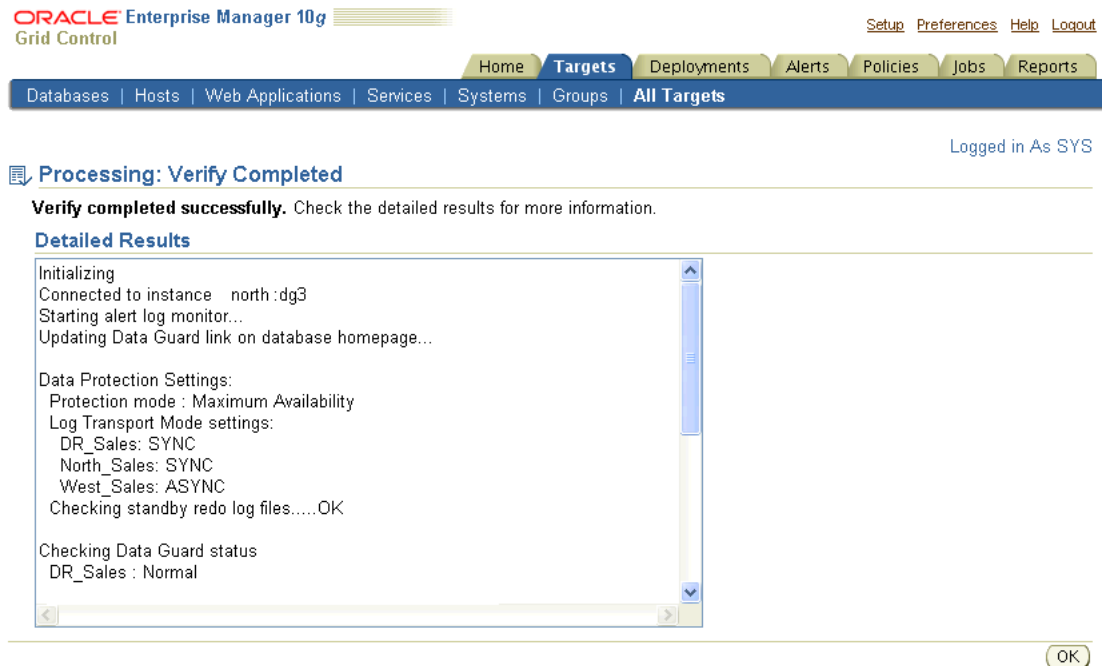 ORACLE Enterprise Manager 10g
Grid Control
Setup Preferences Help Logout
Home Targets Deployments Alerts Policies Jobs Reports
Databases | Hosts | Web Applications | Services | Systems | Groups | All Targets
Logged in As SYS
Processing: Verify Completed
Verify completed successfully. Check the detailed results for more information.
Detailed Results
Initializing
Connected to instance north:dg3
Starting alert log monitor...
Updating Data Guard link on database homepage...
Data Protection Settings:
Protection mode : Maximum Availability
Log Transport Mode settings:
DR_Sales: SYNC
North_Sales: SYNC
West_Sales: ASYNC
Checking standby redo log files.....OK
Checking Data Guard status
DR_Sales : Normal
OK